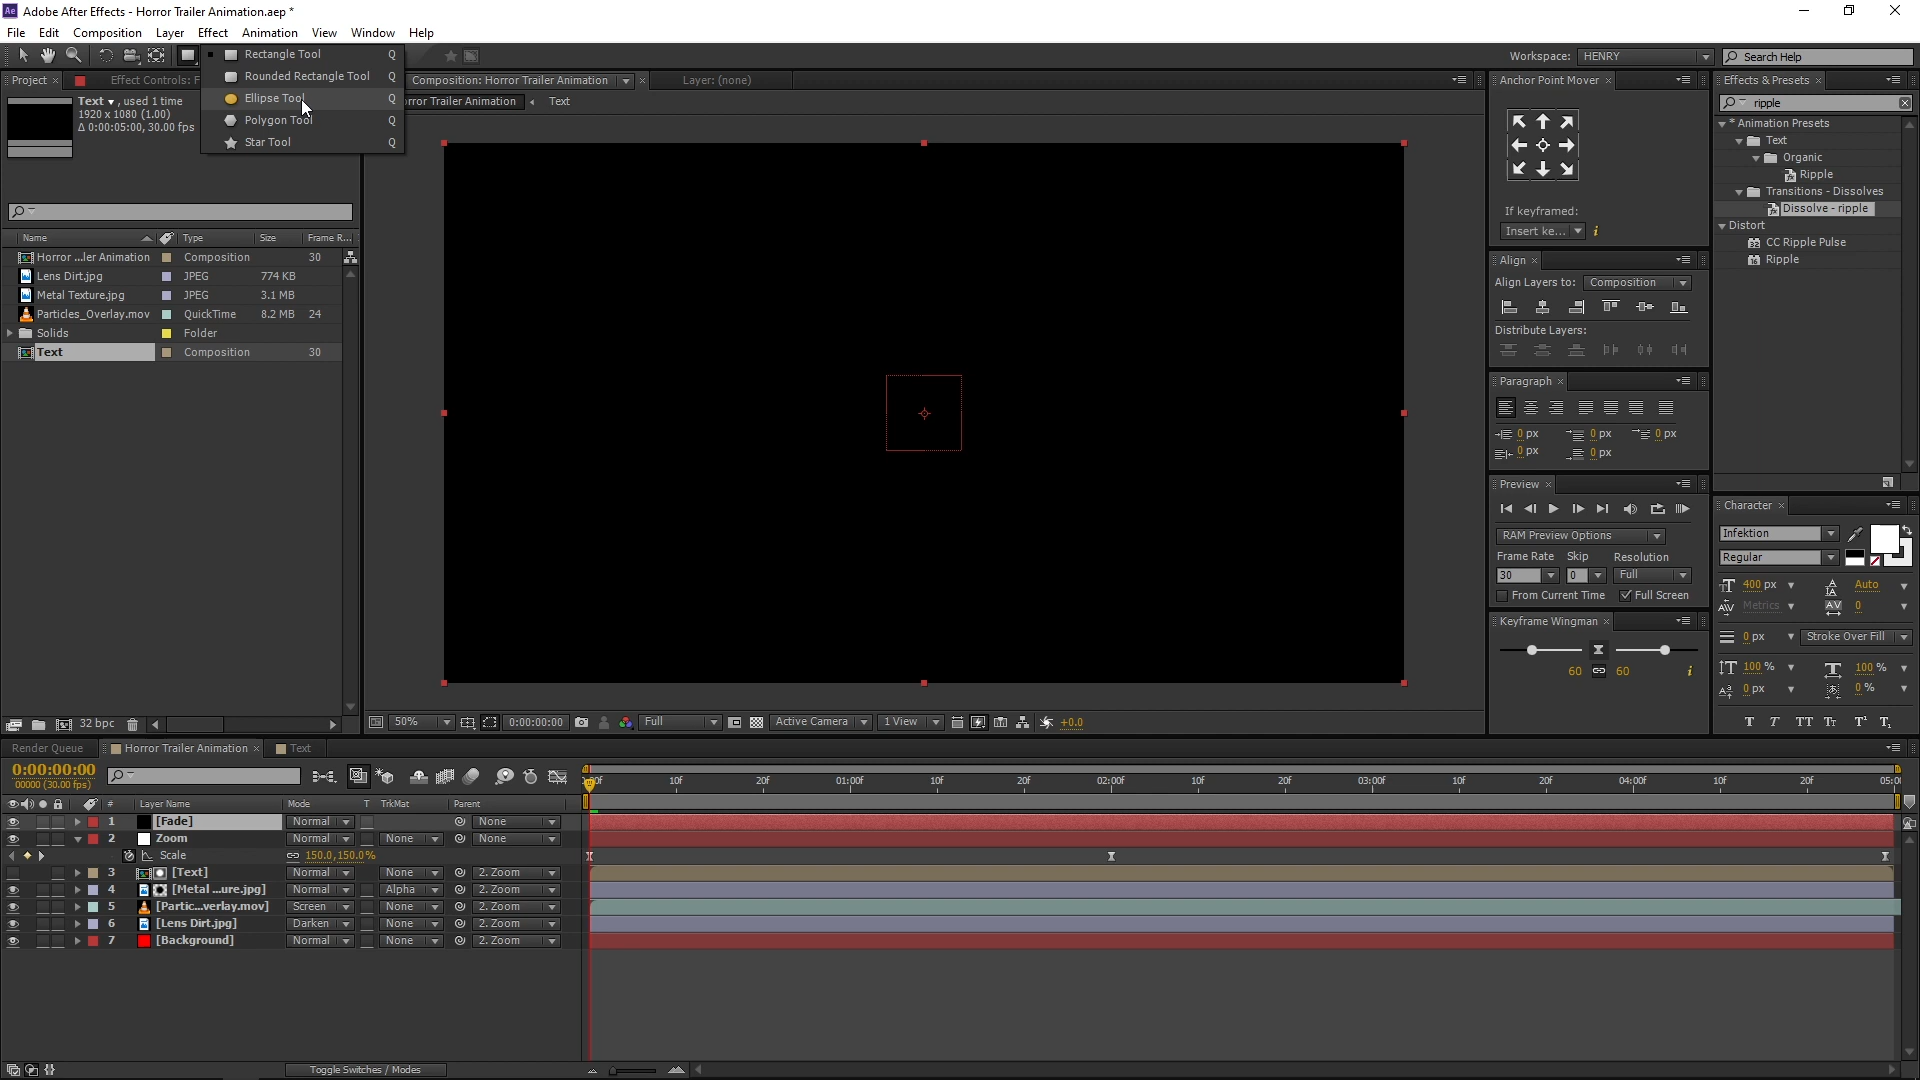 Adobe After Effects - Horror Trailer Animation.aep *
File Edit Composition Layer Effect Animation View Window Help
Rectangle Tool Q
Rounded Rectangle Tool Q
Ellipse Tool Q
Polygon Tool Q
Star Tool Q
Workspace: HENRY
Search Help
Project
Effect Controls: F
Composition: Horror Trailer Animation
Layer: (none)
rror Trailer Animation
Text
Text , used 1 time
1920 x 1080 (1.00)
Δ 0:00:05:00, 30.00 fps
Name Type Size Frame R...
Horror ...ler Animation Composition 30
Lens Dirt.jpg JPEG 774 KB
Metal Texture.jpg JPEG 3.1 MB
Particles_Overlay.mov QuickTime 8.2 MB 24
Solids Folder
Text Composition 30
32 bpc
50%
0:00:00:00
Full
Active Camera
1 View
+0.0
Anchor Point Mover
If keyframed:
Insert ke...
Align
Align Layers to: Composition
Distribute Layers:
Paragraph
0 px 0 px 0 px
0 px 0 px
Preview
RAM Preview Options
Frame Rate Skip Resolution
30 0 Full
From Current Time Full Screen
Keyframe Wingman
60 60
Effects & Presets
ripple
* Animation Presets
Text
Organic
Ripple
Transitions - Dissolves
Dissolve - ripple
Distort
CC Ripple Pulse
Ripple
Character
Infektion
Regular
400 px Auto
Metrics 0
0 px Stroke Over Fill
100 % 100 %
0 px 0 %
Render Queue
Horror Trailer Animation
Text
0:00:00:00
00000 (30.00 fps)
:00f 10f 20f 01:00f 10f 20f 02:00f 10f 20f 03:00f 10f 20f 04:00f 10f 20f 05:0
# Layer Name Mode T TrkMat Parent
1 [Fade] Normal None
2 Zoom Normal None None
Scale 150.0,150.0%
3 [Text] Normal None 2. Zoom
4 [Metal ...ure.jpg] Normal Alpha 2. Zoom
5 [Partic...verlay.mov] Screen None 2. Zoom
6 [Lens Dirt.jpg] Darken None 2. Zoom
7 [Background] Normal None 2. Zoom
Toggle Switches / Modes